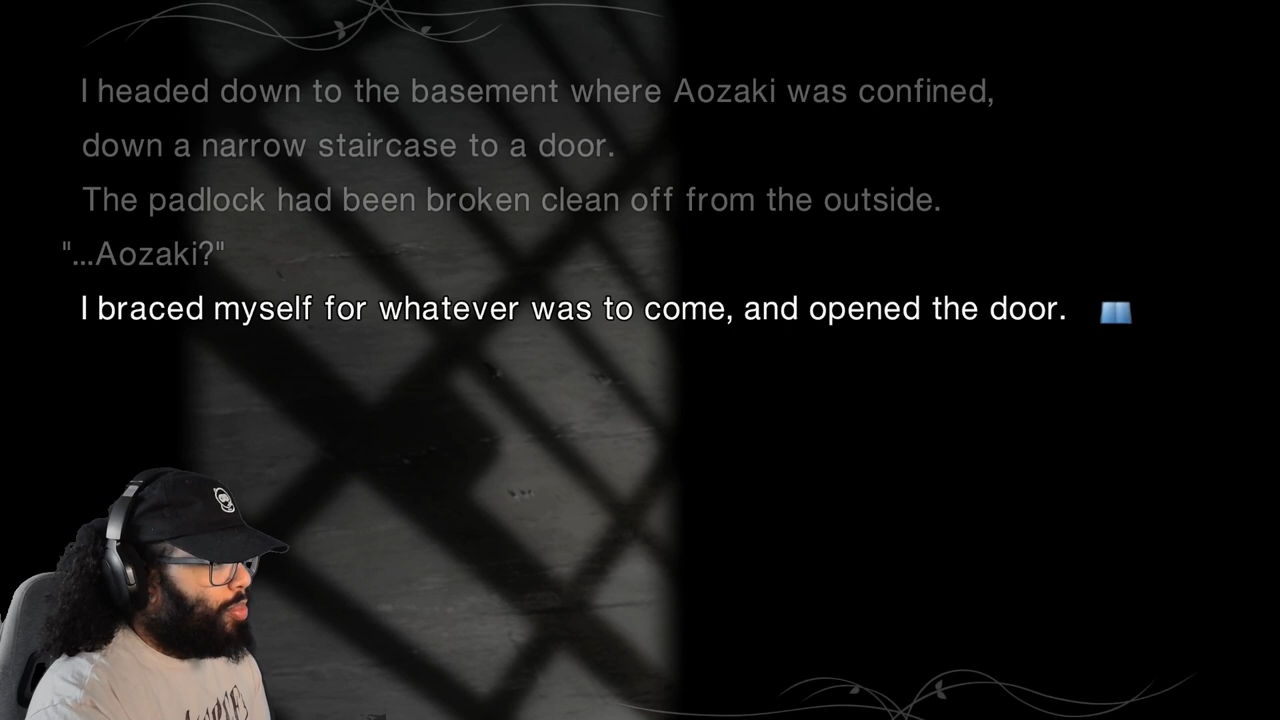 I headed down to the basement where Aozaki was confined,
down a narrow staircase to a door.
The padlock had been broken clean off from the outside.
"...Aozaki?"
I braced myself for whatever was to come, and opened the door.